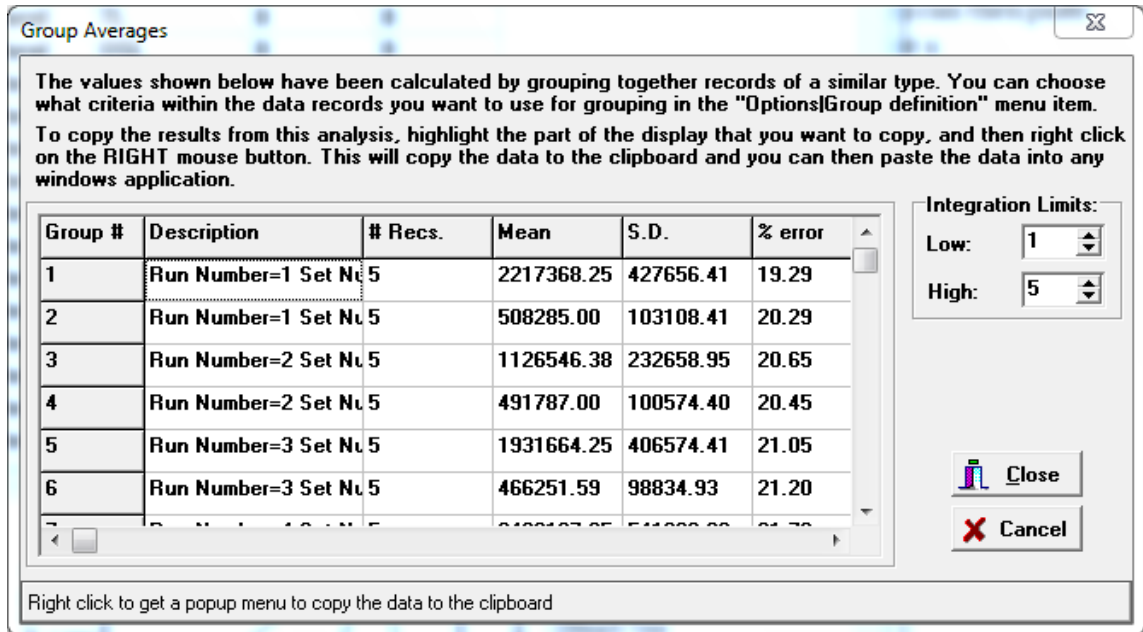 Group Averages
The values shown below have been calculated by grouping together records of a similar type. You can choose
what criteria within the data records you want to use for grouping in the "Options|Group definition" menu item.
To copy the results from this analysis, highlight the part of the display that you want to copy, and then right click
on the RIGHT mouse button. This will copy the data to the clipboard and you can then paste the data into any
windows application.
Group # Description # Recs. Mean S.D. % error
1 Run Number=1 Set Nu 5 2217368.25 427656.41 19.29
2 Run Number=1 Set Nu 5 508285.00 103108.41 20.29
3 Run Number=2 Set Nu 5 1126546.38 232658.95 20.65
4 Run Number=2 Set Nu 5 491787.00 100574.40 20.45
5 Run Number=3 Set Nu 5 1931664.25 406574.41 21.05
6 Run Number=3 Set Nu 5 466251.59 98834.93 21.20
Integration Limits:
Low: 1
High: 5
Close
Cancel
Right click to get a popup menu to copy the data to the clipboard